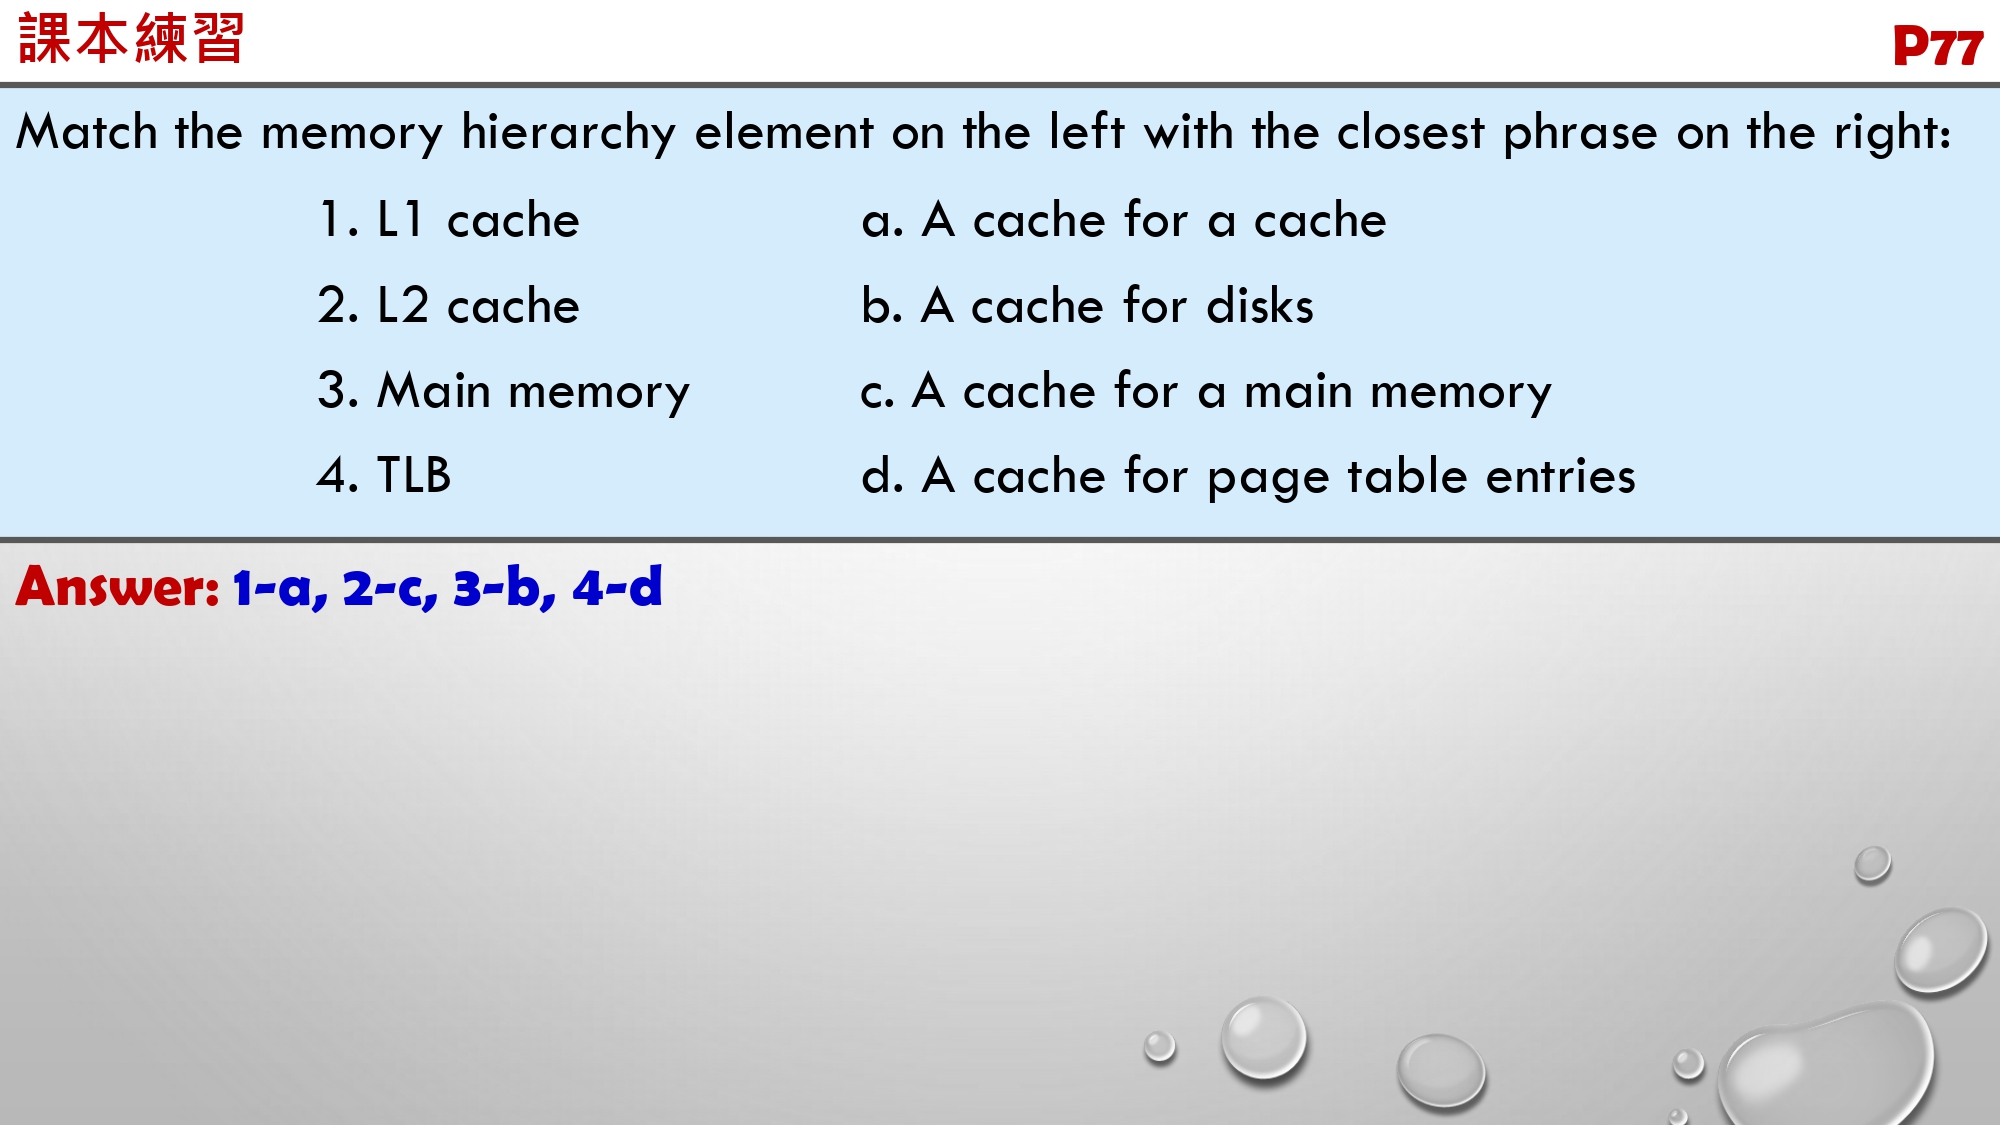 課本練習
P77
Match the memory hierarchy element on the left with the closest phrase on the right:
1. L1 cache a. A cache for a cache
2. L2 cache b. A cache for disks
3. Main memory c. A cache for a main memory
4. TLB d. A cache for page table entries
Answer: 1-a, 2-c, 3-b, 4-d